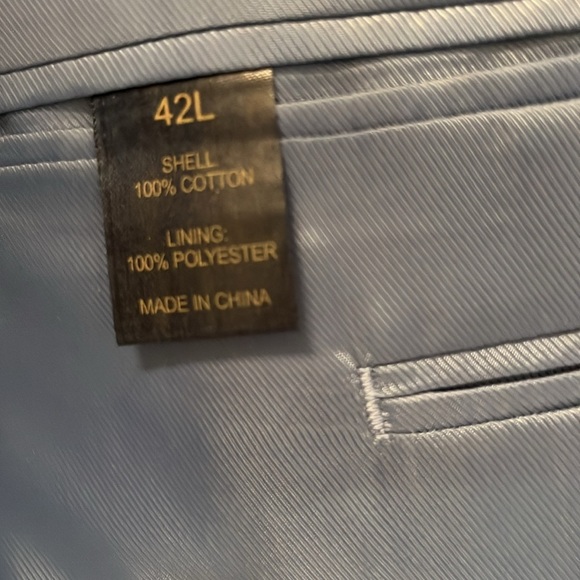 42L
SHELL
100% COTTON
LINING:
100% POLYESTER
MADE IN CHINA